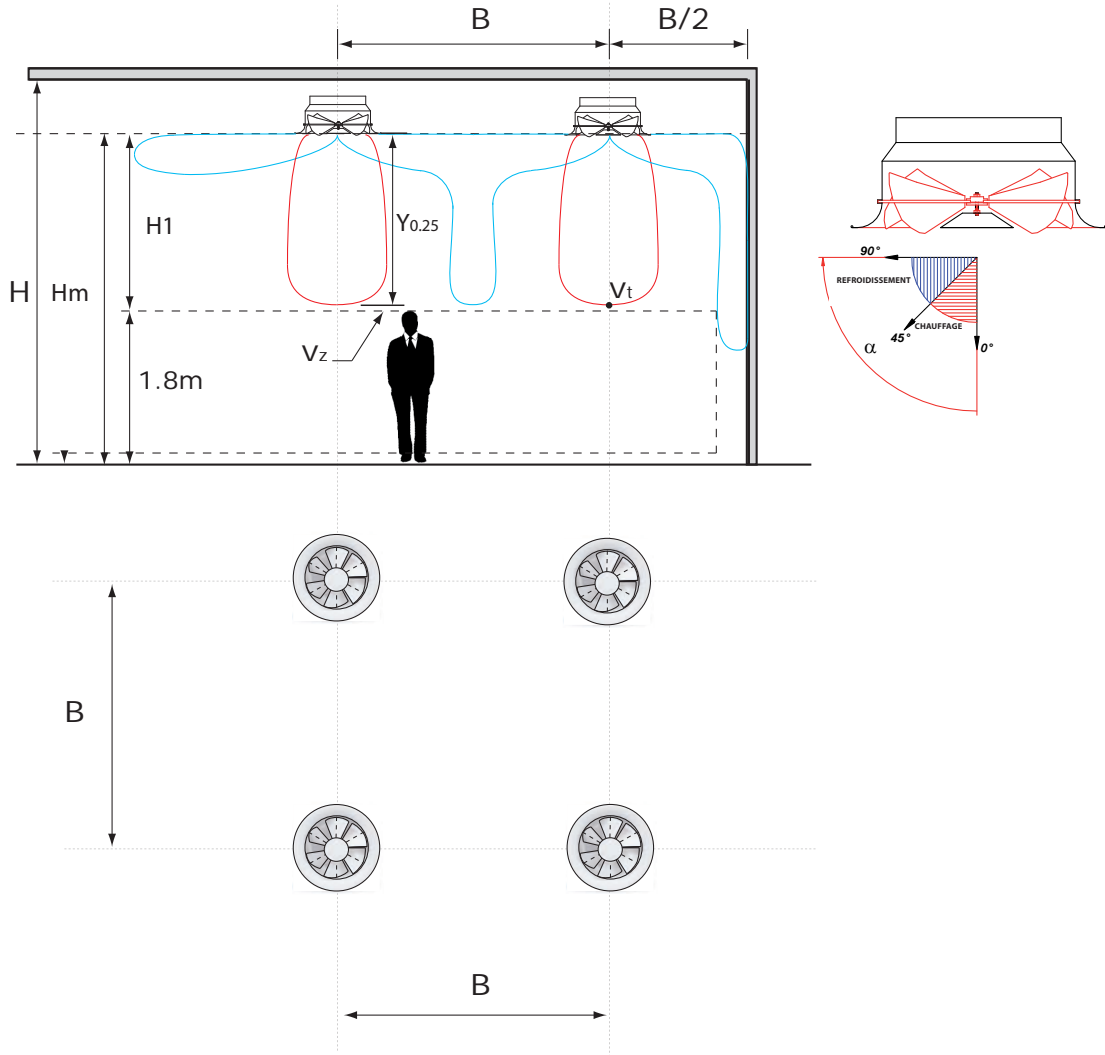 B
B/2
H1
Y0.25
H
Hm
Vt
Vz
1.8m
90°
REFROIDISSEMENT
CHAUFFAGE
45°
α
0°
B
B